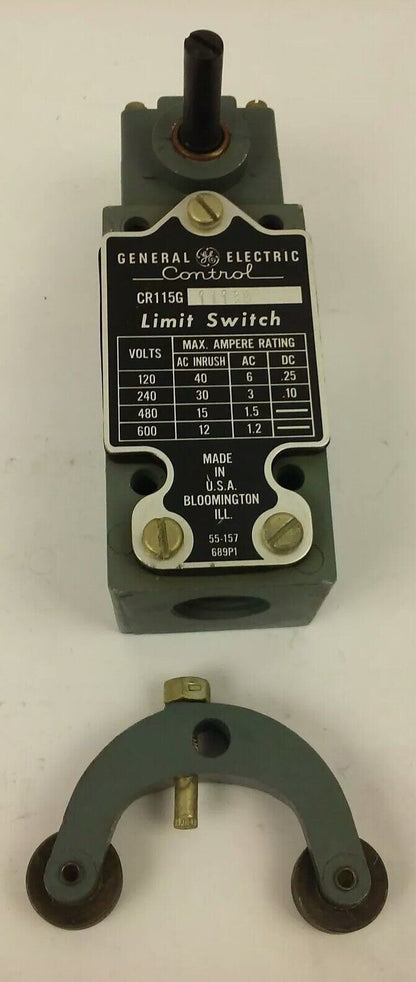 GENERAL GE ELECTRIC
Control
CR115G
Limit Switch
VOLTS MAX. AMPERE RATING
AC INRUSH AC DC
120 40 6 .25
240 30 3 .10
480 15 1.5
600 12 1.2
MADE
IN
U.S.A.
BLOOMINGTON
ILL.
55-157
689P1